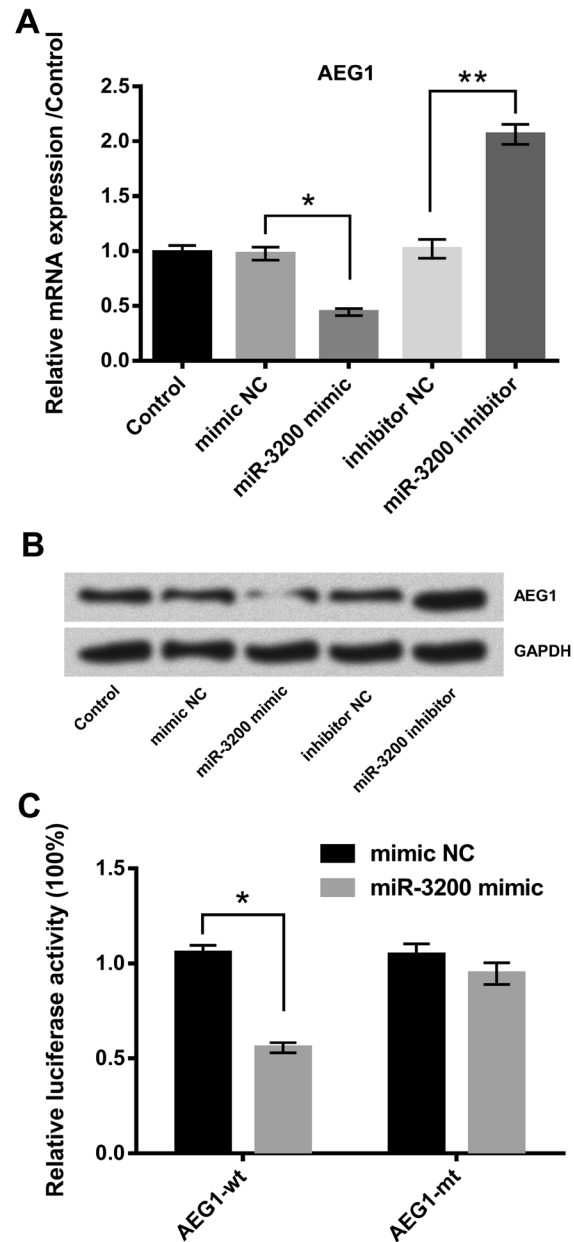 A
AEG1
Relative mRNA expression /Control
2.5
2.0
1.5
1.0
0.5
0.0
*
**
Control
mimic NC
miR-3200 mimic
inhibitor NC
miR-3200 inhibitor
B
AEG1
GAPDH
Control
mimic NC
miR-3200 mimic
inhibitor NC
miR-3200 inhibitor
C
Relative luciferase activity (100%)
1.5
1.0
0.5
0.0
mimic NC
miR-3200 mimic
*
AEG1-wt
AEG1-mt